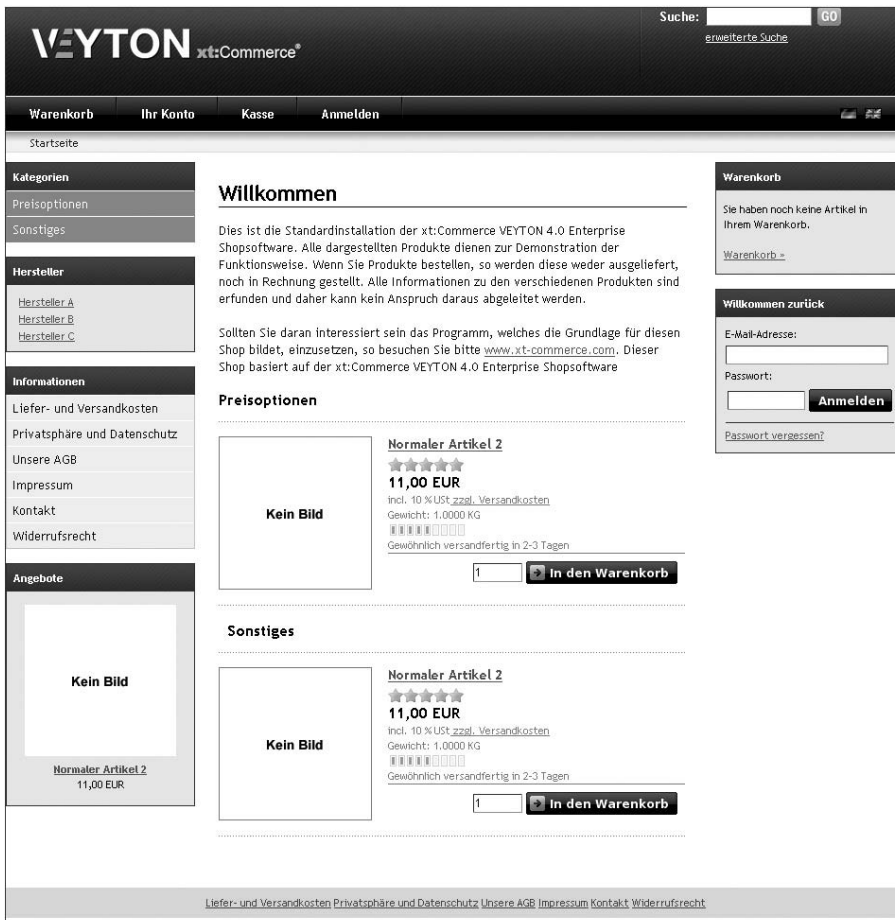 Suche: GO
erweiterte Suche
VEYTON xt:Commerce®
Warenkorb Ihr Konto Kasse Anmelden
Startseite
Kategorien
Preisoptionen
Sonstiges
Hersteller
Hersteller A
Hersteller B
Hersteller C
Informationen
Liefer- und Versandkosten
Privatsphäre und Datenschutz
Unsere AGB
Impressum
Kontakt
Widerrufsrecht
Angebote
Kein Bild
Normaler Artikel 2
11,00 EUR
Willkommen
Dies ist die Standardinstallation der xt:Commerce VEYTON 4.0 Enterprise
Shopsoftware. Alle dargestellten Produkte dienen zur Demonstration der
Funktionsweise. Wenn Sie Produkte bestellen, so werden diese weder ausgeliefert,
noch in Rechnung gestellt. Alle Informationen zu den verschiedenen Produkten sind
erfunden und daher kann kein Anspruch daraus abgeleitet werden.
Sollten Sie daran interessiert sein das Programm, welches die Grundlage für diesen
Shop bildet, einzusetzen, so besuchen Sie bitte www.xt-commerce.com. Dieser
Shop basiert auf der xt:Commerce VEYTON 4.0 Enterprise Shopsoftware
Preisoptionen
Kein Bild
Normaler Artikel 2
11,00 EUR
incl. 10 % USt zzgl. Versandkosten
Gewicht: 1.0000 KG
Gewöhnlich versandfertig in 2-3 Tagen
1 In den Warenkorb
Sonstiges
Kein Bild
Normaler Artikel 2
11,00 EUR
incl. 10 % USt zzgl. Versandkosten
Gewicht: 1.0000 KG
Gewöhnlich versandfertig in 2-3 Tagen
1 In den Warenkorb
Warenkorb
Sie haben noch keine Artikel in
Ihrem Warenkorb.
Warenkorb »
Willkommen zurück
E-Mail-Adresse:
Passwort:
Anmelden
Passwort vergessen?
Liefer- und Versandkosten Privatsphäre und Datenschutz Unsere AGB Impressum Kontakt Widerrufsrecht